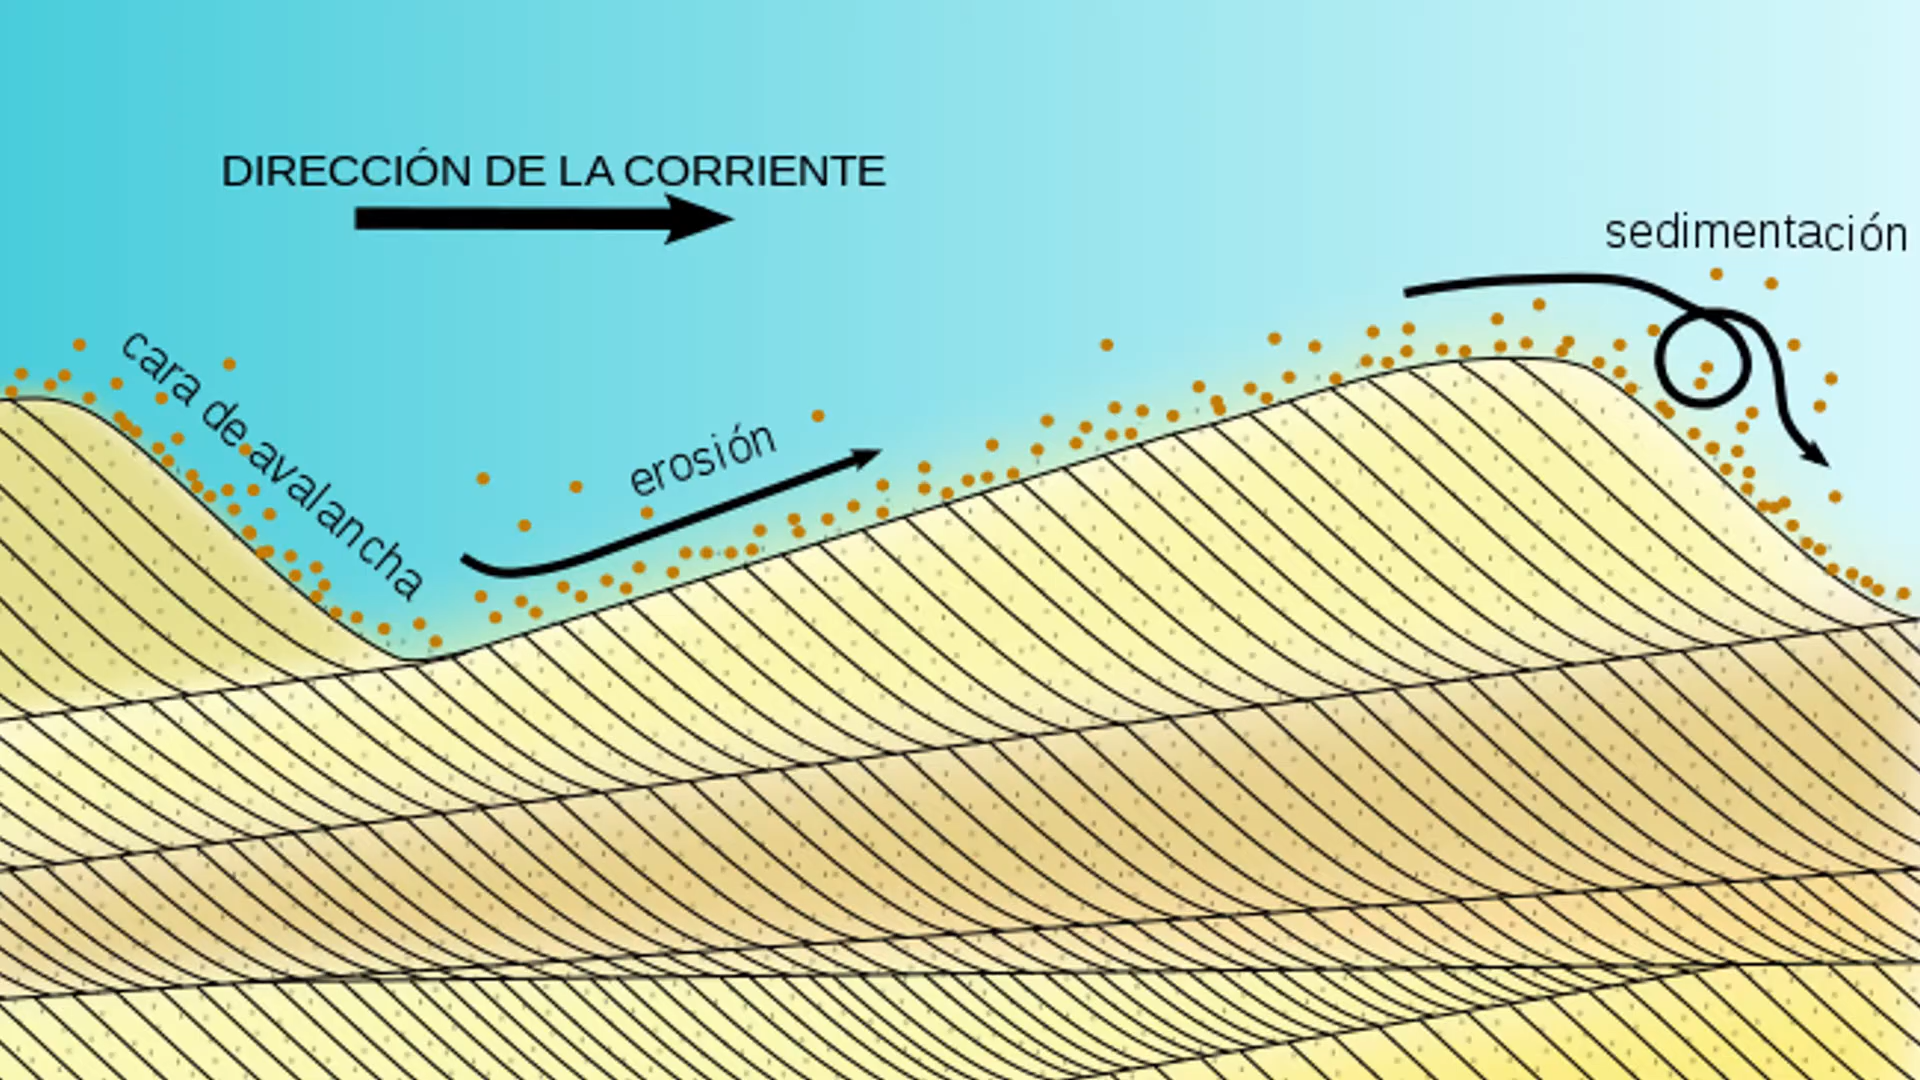 DIRECCIÓN DE LA CORRIENTE
sedimentación
cara de avalancha
erosión